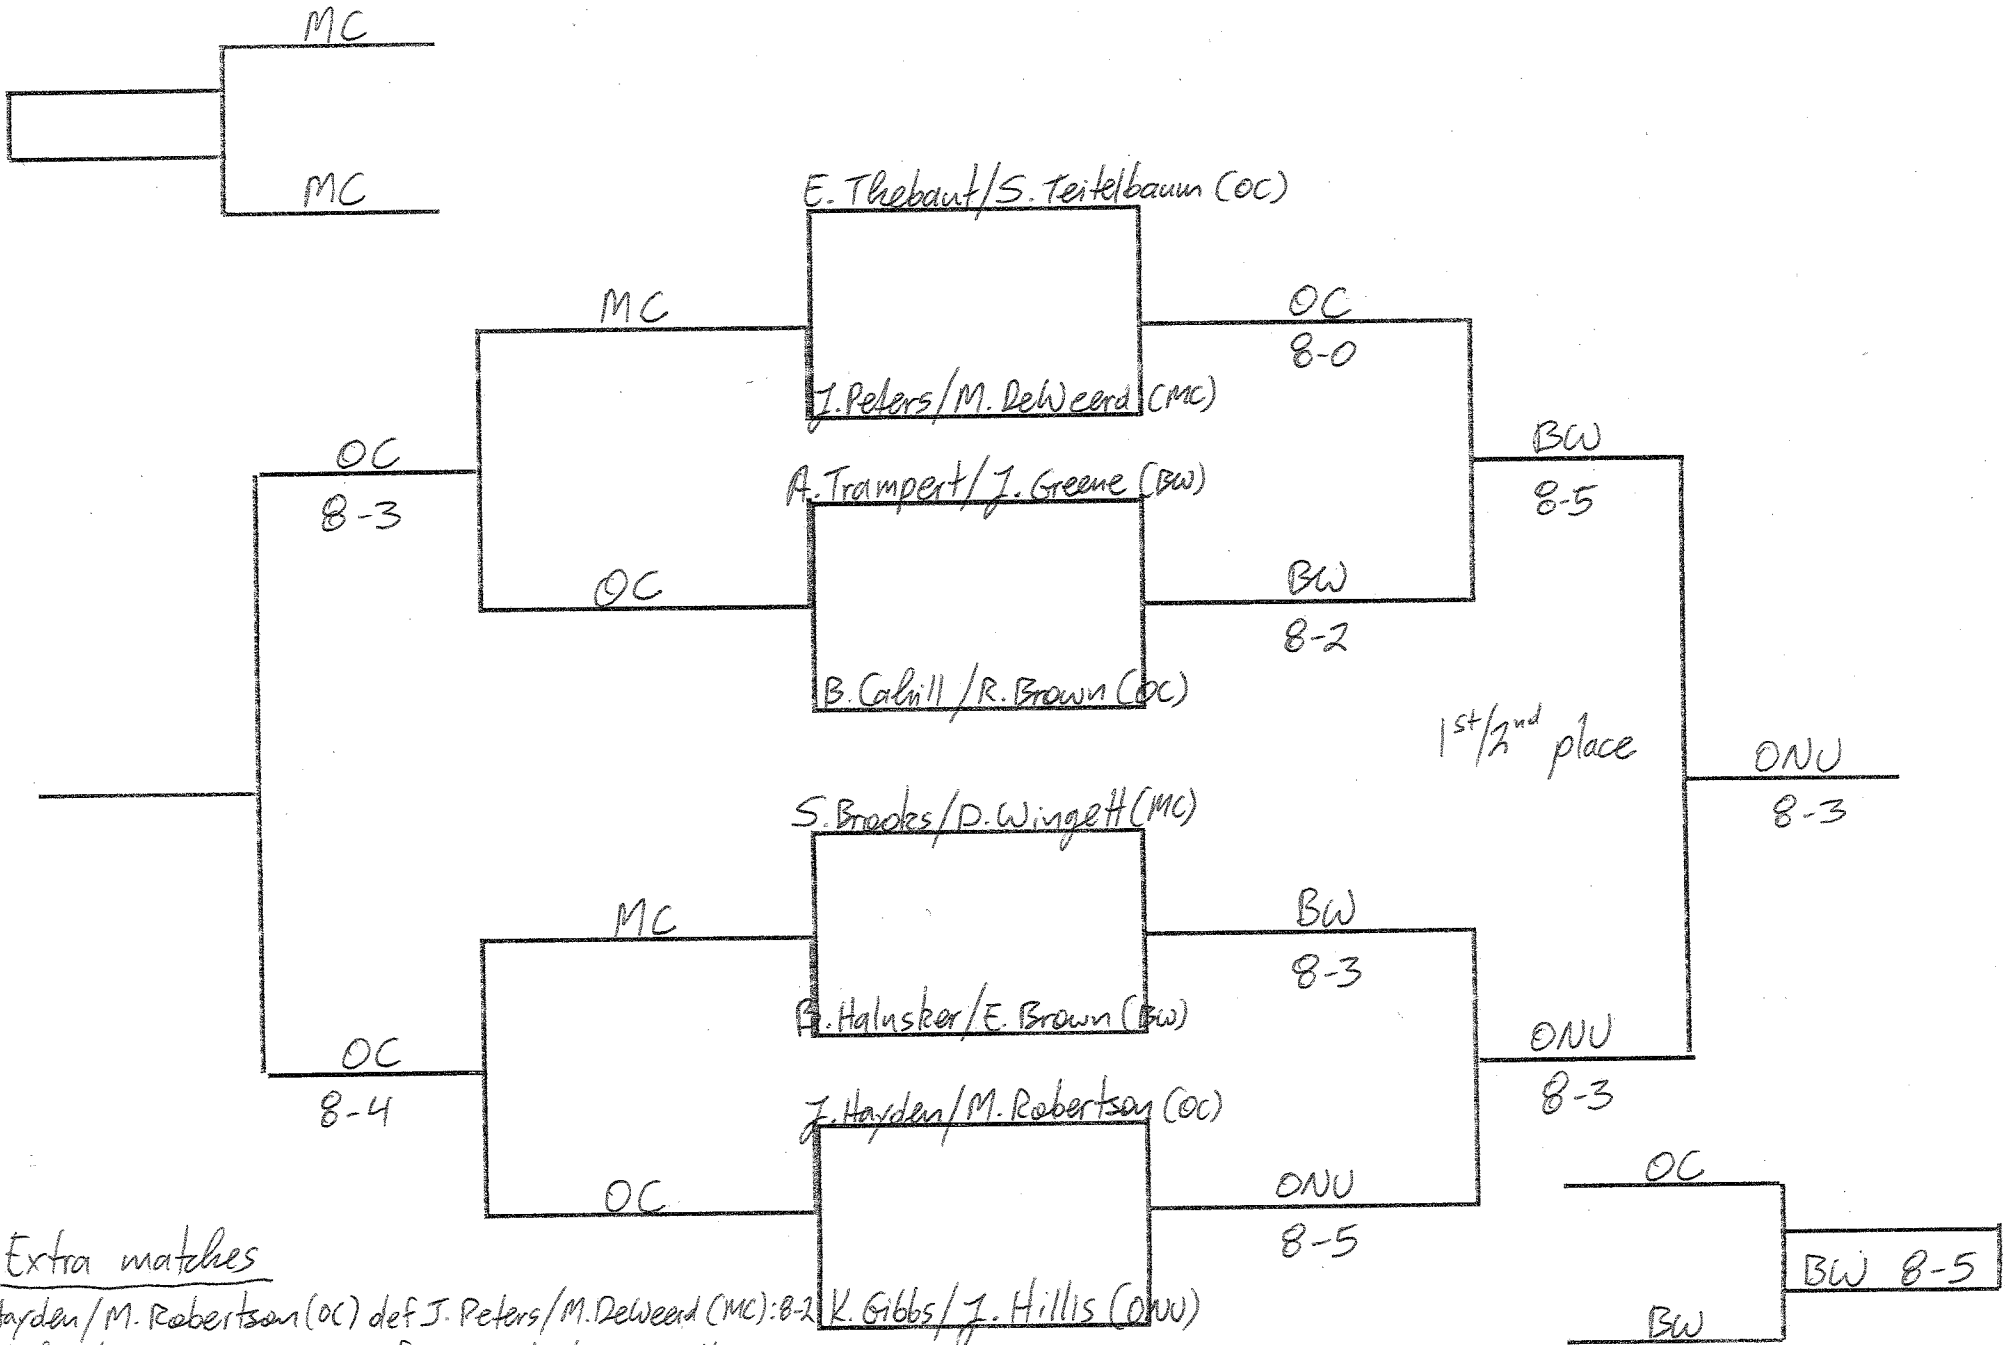 MC
MC
E. Thebaut/S. Teitelbaum (OC)
MC
OC
8-0
J. Peters/M. DeWeerd (MC)
OC
8-3
BW
8-5
A. Trampert/J. Greene (BW)
OC
BW
8-2
B. Cahill/R. Brown (OC)
1st/2nd place
ONU
8-3
S. Brooks/D. Wingett (MC)
MC
BW
8-3
B. Halusker/E. Brown (BW)
OC
8-4
ONU
8-3
J. Hayden/M. Robertson (OC)
OC
ONU
8-5
K. Gibbs/J. Hillis (ONU)
OC
BW 8-5
BW
Extra matches
Hayden/M. Robertson (OC) def J. Peters/M. DeWeerd (MC): 8-2